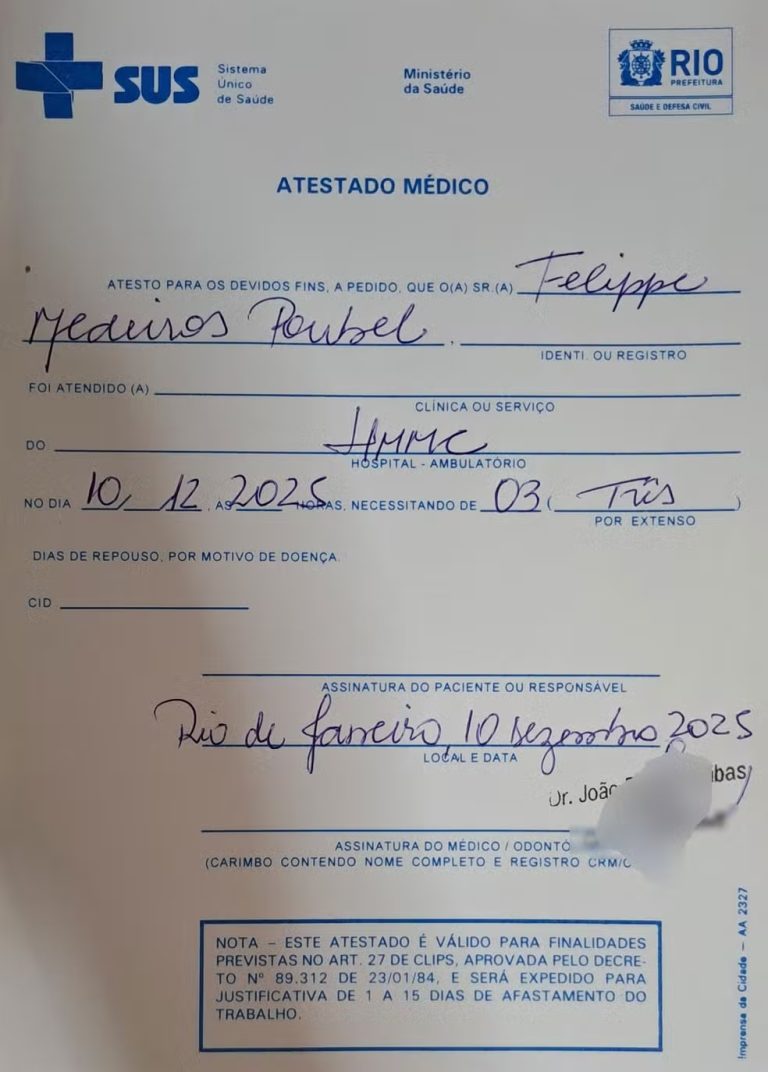 SUS Sistema Único de Saúde
Ministério da Saúde
RIO PREFEITURA
SAÚDE E DEFESA CIVIL
ATESTADO MÉDICO
ATESTO PARA OS DEVIDOS FINS, A PEDIDO, QUE O(A) SR.(A) Felippe
Medeiros Poubel
IDENTI. OU REGISTRO
FOI ATENDIDO (A)
CLÍNICA OU SERVIÇO
DO HMMC
HOSPITAL - AMBULATÓRIO
NO DIA 10, 12, AS 2025 HORAS, NECESSITANDO DE 03 ( Três )
POR EXTENSO
DIAS DE REPOUSO, POR MOTIVO DE DOENÇA.
CID
ASSINATURA DO PACIENTE OU RESPONSÁVEL
Rio de Janeiro, 10 dezembro 2025
LOCAL E DATA
Dr. João
ASSINATURA DO MÉDICO / ODONTÓ
(CARIMBO CONTENDO NOME COMPLETO E REGISTRO CRM/C
NOTA – ESTE ATESTADO É VÁLIDO PARA FINALIDADES
PREVISTAS NO ART. 27 DE CLIPS, APROVADA PELO DECRE-
TO Nº 89.312 DE 23/01/84, E SERÁ EXPEDIDO PARA
JUSTIFICATIVA DE 1 A 15 DIAS DE AFASTAMENTO DO
TRABALHO.
Imprensa da Cidade – AA 2327